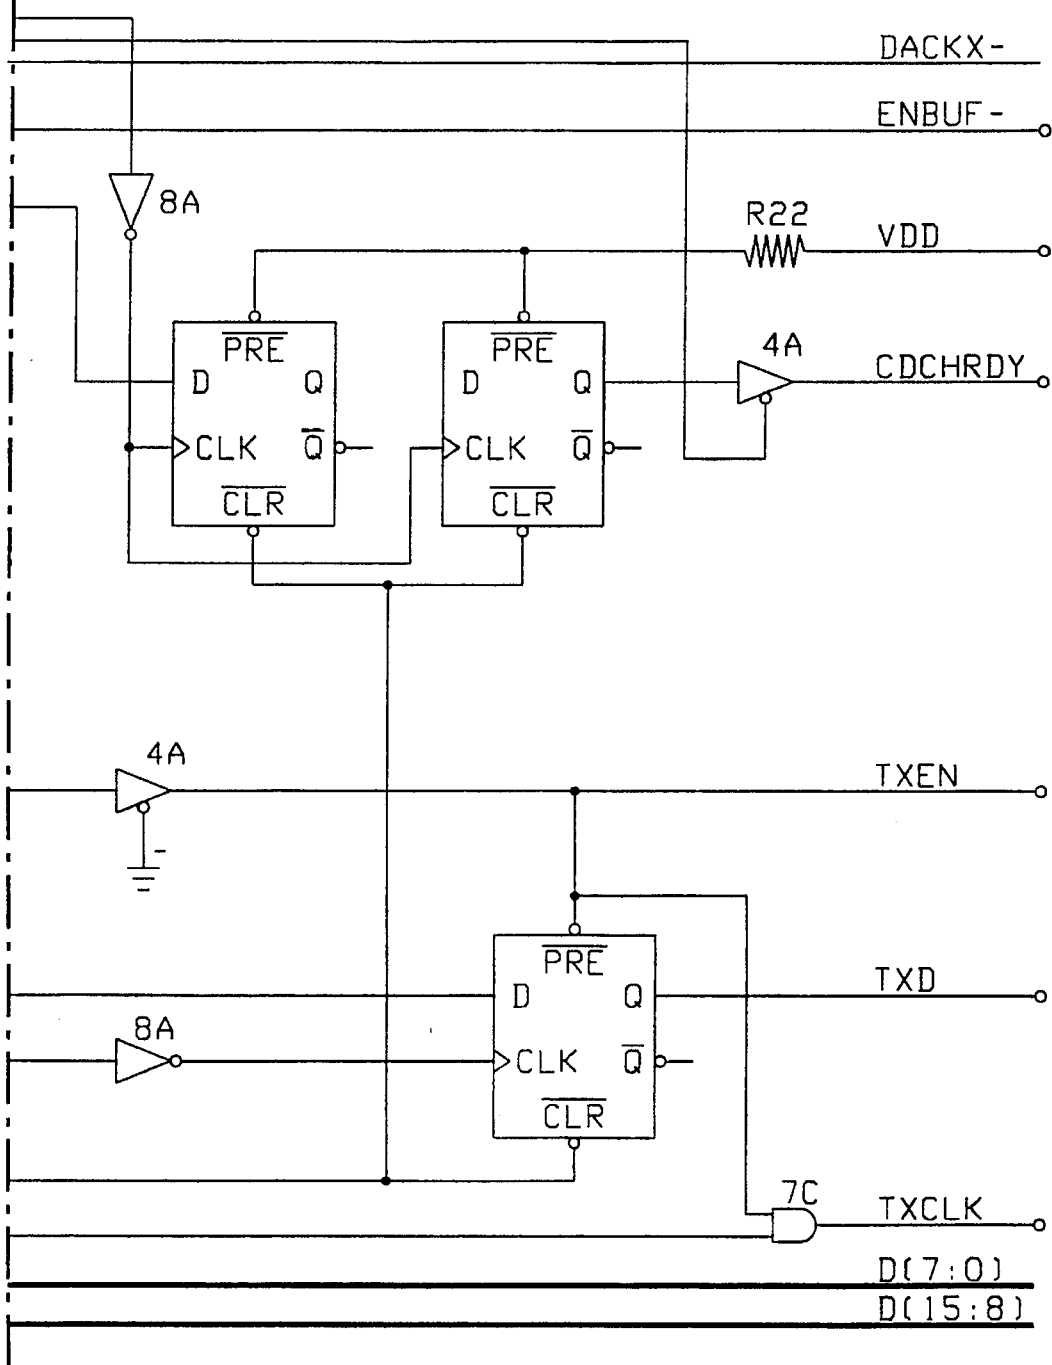 DACKX-
ENBUF-
8A
R22
VDD
PRE
PRE
4A
CDCHRDY
D Q
D Q
CLK Q
CLK Q
CLR
CLR
4A
TXEN
PRE
D Q
TXD
8A
CLK Q
CLR
7C
TXCLK
D(7:0)
D(15:8)